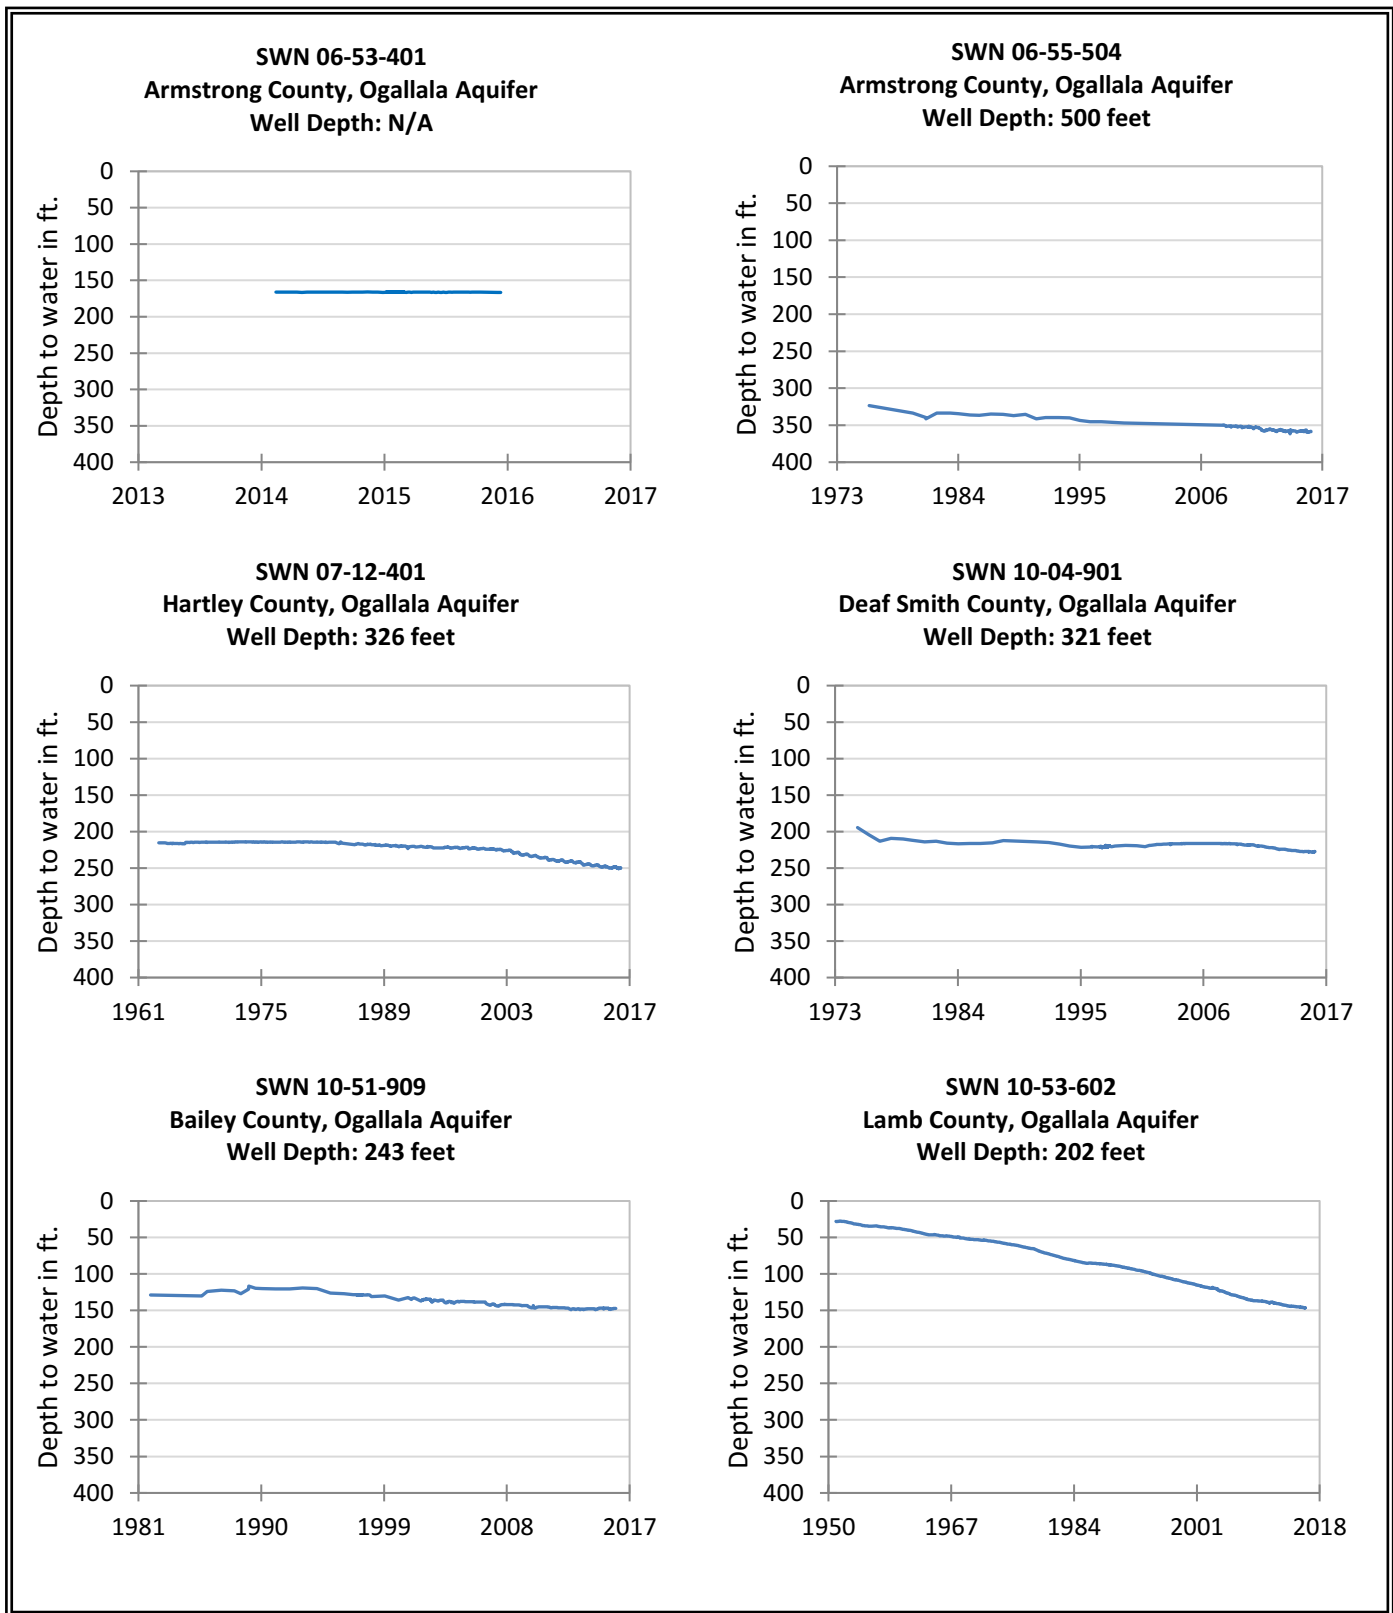 SWN 06-53-401
Armstrong County, Ogallala Aquifer
Well Depth: N/A
Depth to water in ft.
0
50
100
150
200
250
300
350
400
2013 2014 2015 2016 2017
SWN 06-55-504
Armstrong County, Ogallala Aquifer
Well Depth: 500 feet
Depth to water in ft.
0
50
100
150
200
250
300
350
400
1973 1984 1995 2006 2017
SWN 07-12-401
Hartley County, Ogallala Aquifer
Well Depth: 326 feet
Depth to water in ft.
0
50
100
150
200
250
300
350
400
1961 1975 1989 2003 2017
SWN 10-04-901
Deaf Smith County, Ogallala Aquifer
Well Depth: 321 feet
Depth to water in ft.
0
50
100
150
200
250
300
350
400
1973 1984 1995 2006 2017
SWN 10-51-909
Bailey County, Ogallala Aquifer
Well Depth: 243 feet
Depth to water in ft.
0
50
100
150
200
250
300
350
400
1981 1990 1999 2008 2017
SWN 10-53-602
Lamb County, Ogallala Aquifer
Well Depth: 202 feet
Depth to water in ft.
0
50
100
150
200
250
300
350
400
1950 1967 1984 2001 2018